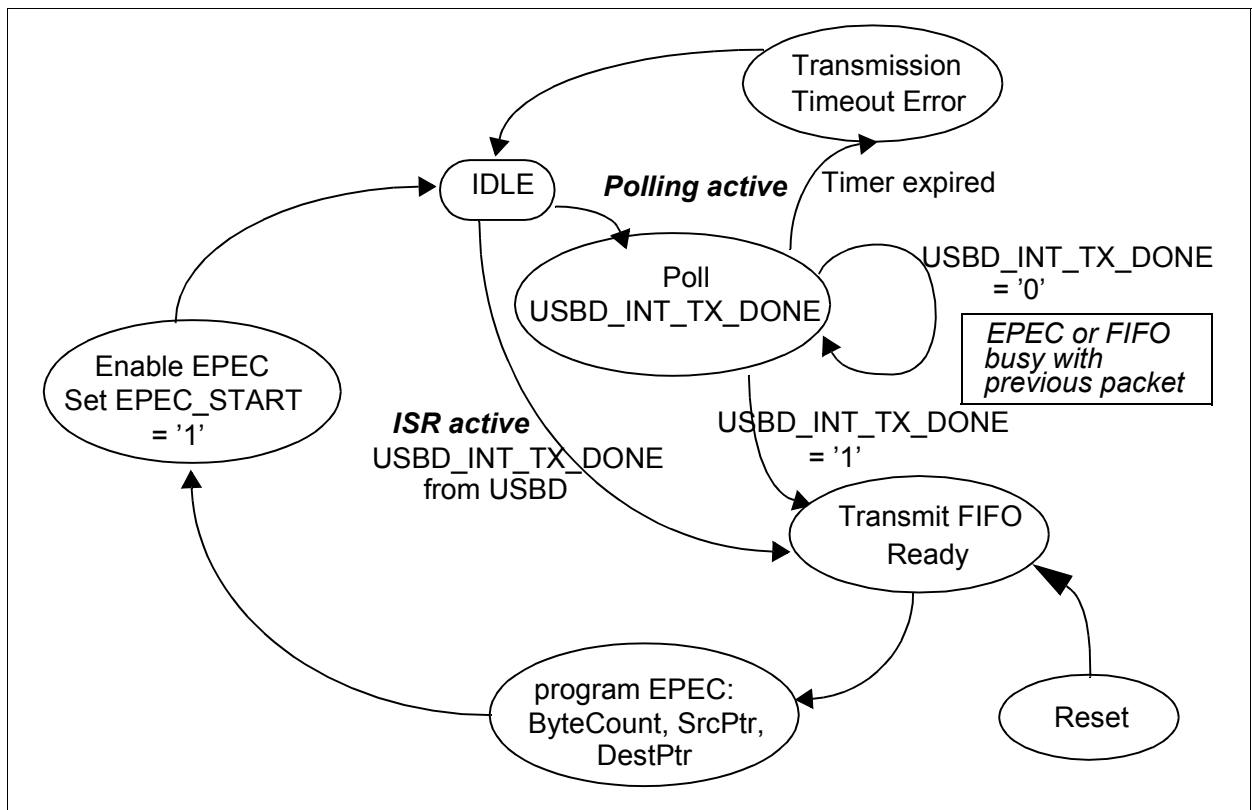 Transmission
Timeout Error
IDLE
Polling active
Timer expired
Poll
USBD_INT_TX_DONE
USBD_INT_TX_DONE
= '0'
EPEC or FIFO
busy with
previous packet
Enable EPEC
Set EPEC_START
= '1'
ISR active
USBD_INT_TX_DONE
from USBD
USBD_INT_TX_DONE
= '1'
Transmit FIFO
Ready
program EPEC:
ByteCount, SrcPtr,
DestPtr
Reset